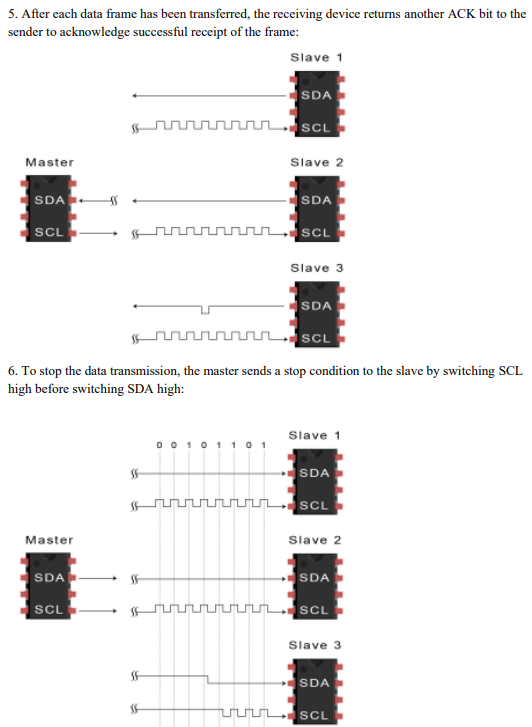 5. After each data frame has been transferred, the receiving device returns another ACK bit to the
sender to acknowledge successful receipt of the frame:
Slave 1
SDA
SCL
Master
Slave 2
SDA
SDA
SCL
SCL
Slave 3
SDA
SCL
6. To stop the data transmission, the master sends a stop condition to the slave by switching SCL
high before switching SDA high:
Slave 1
0 0 1 0 1 1 0 1
SDA
SCL
Master
Slave 2
SDA
SDA
SCL
SCL
Slave 3
SDA
SCL